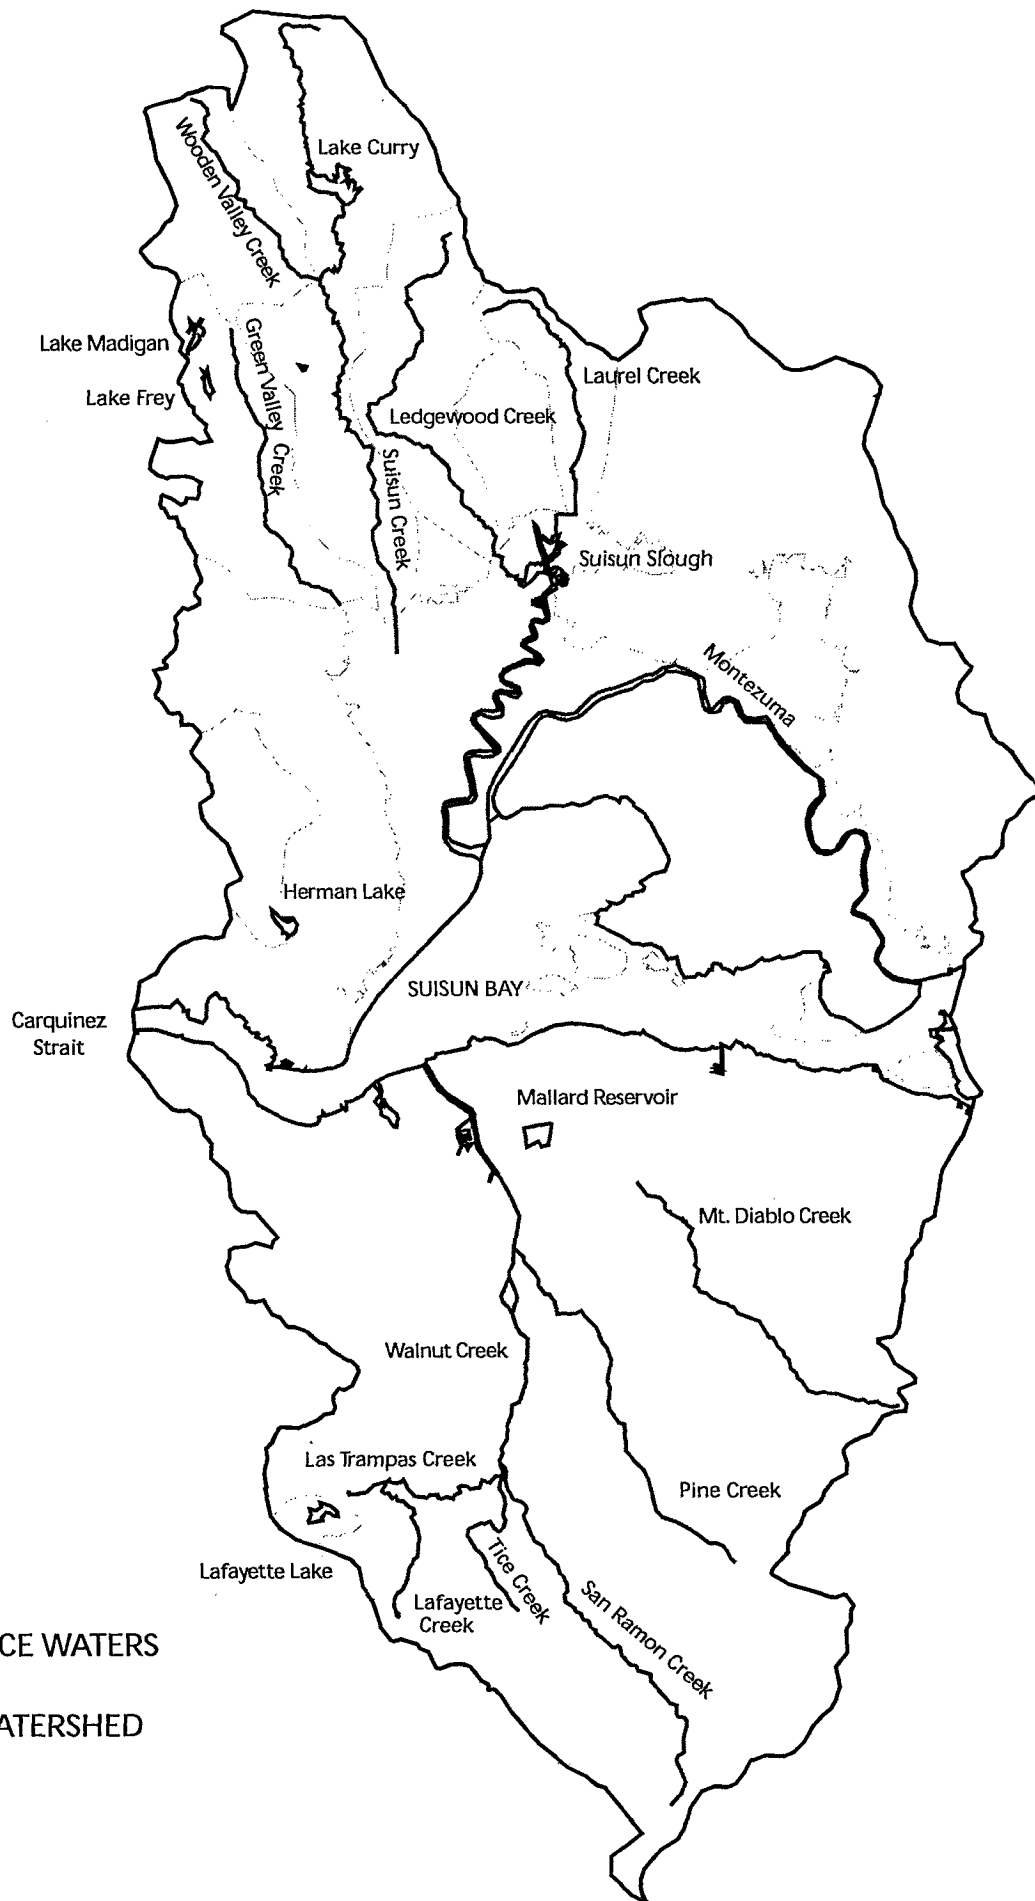 Lake Curry
Wooden Valley Creek
Lake Madigan
Green Valley Creek
Laurel Creek
Lake Frey
Ledgewood Creek
Suisun Creek
Suisun Slough
Montezuma
Herman Lake
SUISUN BAY
Carquinez
Strait
Mallard Reservoir
Mt. Diablo Creek
Walnut Creek
Las Trampas Creek
Pine Creek
Lafayette Lake
Tice Creek
Lafayette
Creek
San Ramon Creek
CE WATERS
ATERSHED